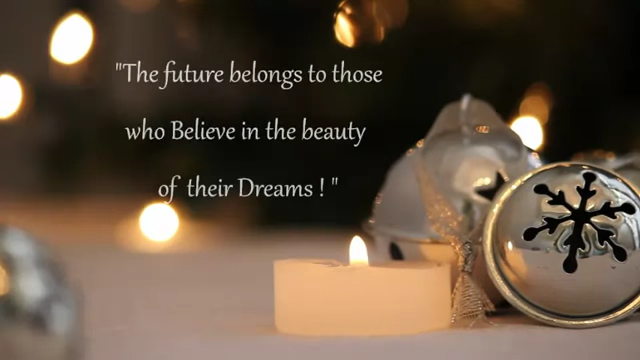 "The future belongs to those
who Believe in the beauty
of their Dreams ! "